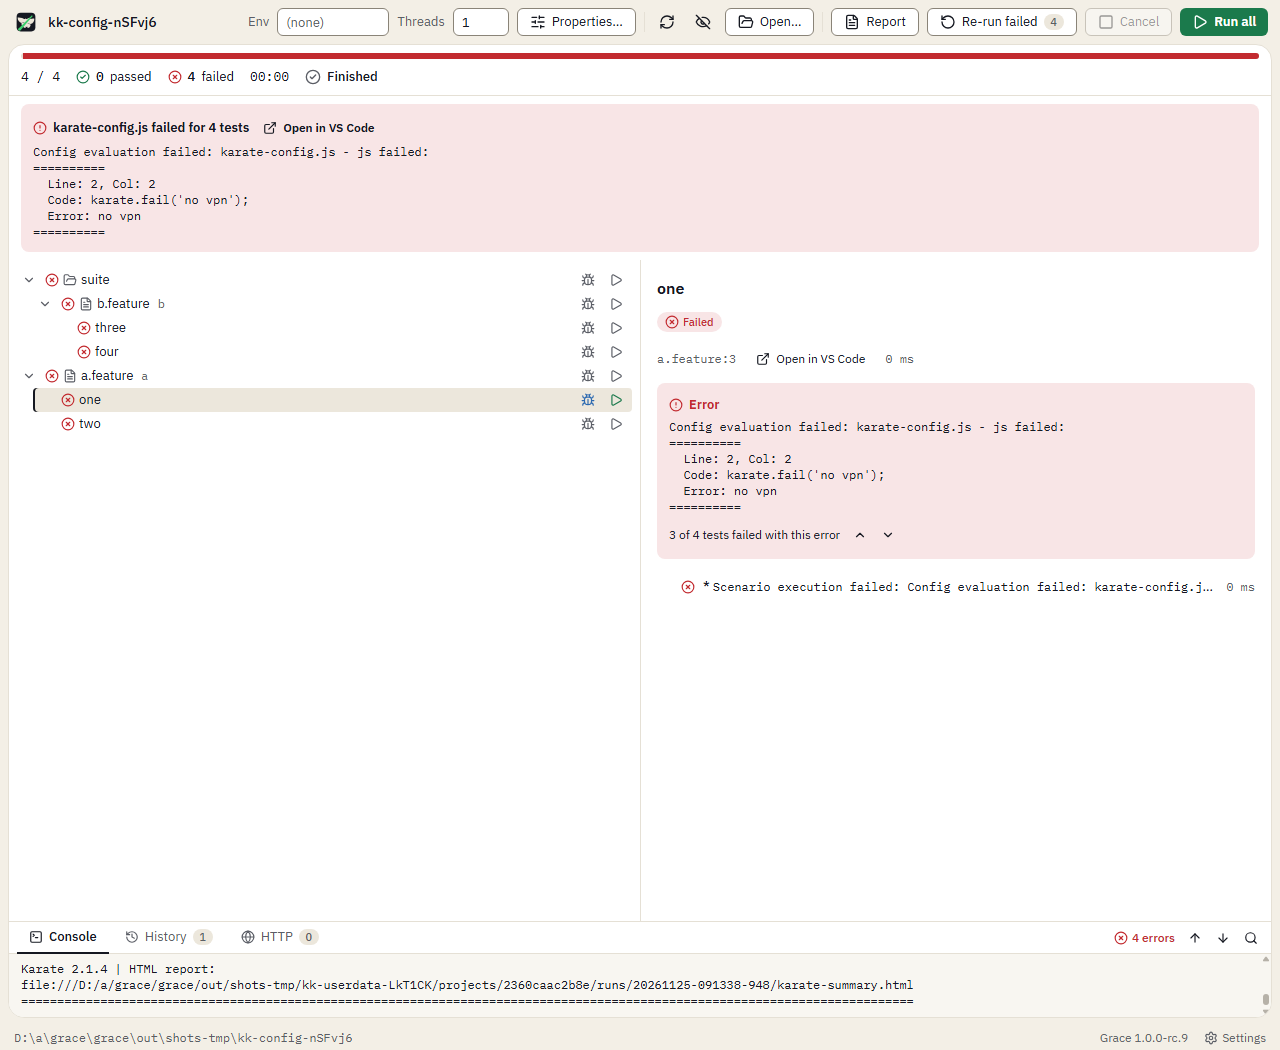 kk-config-nSFvj6 Env (none) Threads 1 Properties... Open... Report Re-run failed 4 Cancel Run all
4 / 4 0 passed 4 failed 00:00 Finished
karate-config.js failed for 4 tests Open in VS Code
Config evaluation failed: karate-config.js - js failed:
==========
Line: 2, Col: 2
Code: karate.fail('no vpn');
Error: no vpn
==========
suite
b.feature b
three
four
a.feature a
one
two
one
Failed
a.feature:3 Open in VS Code 0 ms
Error
Config evaluation failed: karate-config.js - js failed:
==========
Line: 2, Col: 2
Code: karate.fail('no vpn');
Error: no vpn
==========
3 of 4 tests failed with this error
* Scenario execution failed: Config evaluation failed: karate-config.j... 0 ms
Console History 1 HTTP 0 4 errors
Karate 2.1.4 | HTML report:
file:///D:/a/grace/grace/out/shots-tmp/kk-userdata-LkT1CK/projects/2360caac2b8e/runs/20261125-091338-948/karate-summary.html
============================================================================================================================
D:\a\grace\grace\out\shots-tmp\kk-config-nSFvj6 Grace 1.0.0-rc.9 Settings